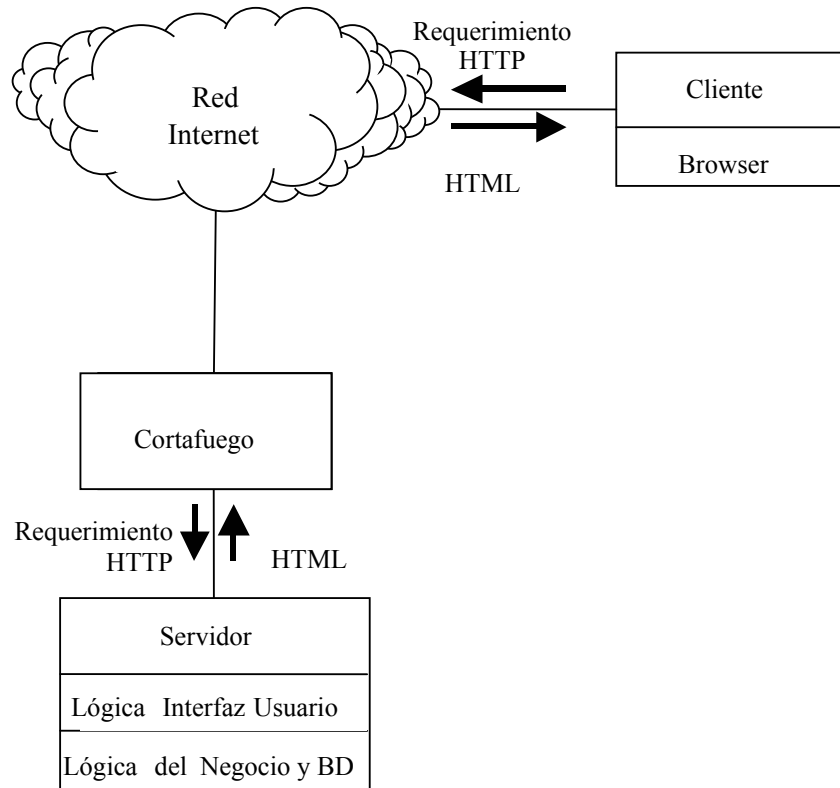 Requerimiento
HTTP
Cliente
Red
Internet
Browser
HTML
Cortafuego
Requerimiento
HTTP
HTML
Servidor
Lógica Interfaz Usuario
Lógica del Negocio y BD